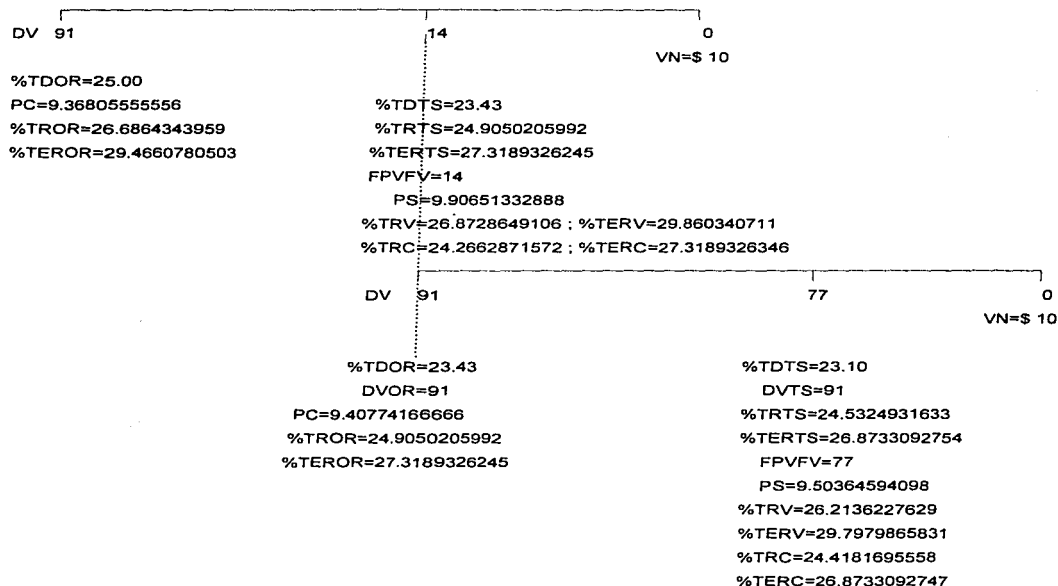 DV 91 14 0
VN=$ 10
%TDOR=25.00
PC=9.36805555556
%TROR=26.6864343959
%TEROR=29.4660780503
%TDTS=23.43
%TRTS=24.9050205992
%TERTS=27.3189326245
FPVFV=14
PS=9.90651332888
%TRV=26.8728649106 ; %TERV=29.860340711
%TRC=24.2662871572 ; %TERC=27.3189326346
DV 91 77 0
VN=$ 10
%TDOR=23.43
DVOR=91
PC=9.40774166666
%TROR=24.9050205992
%TEROR=27.3189326245
%TDTS=23.10
DVTS=91
%TRTS=24.5324931633
%TERTS=26.8733092754
FPVFV=77
PS=9.50364594098
%TRV=26.2136227629
%TERV=29.7979865831
%TRC=24.4181695558
%TERC=26.8733092747